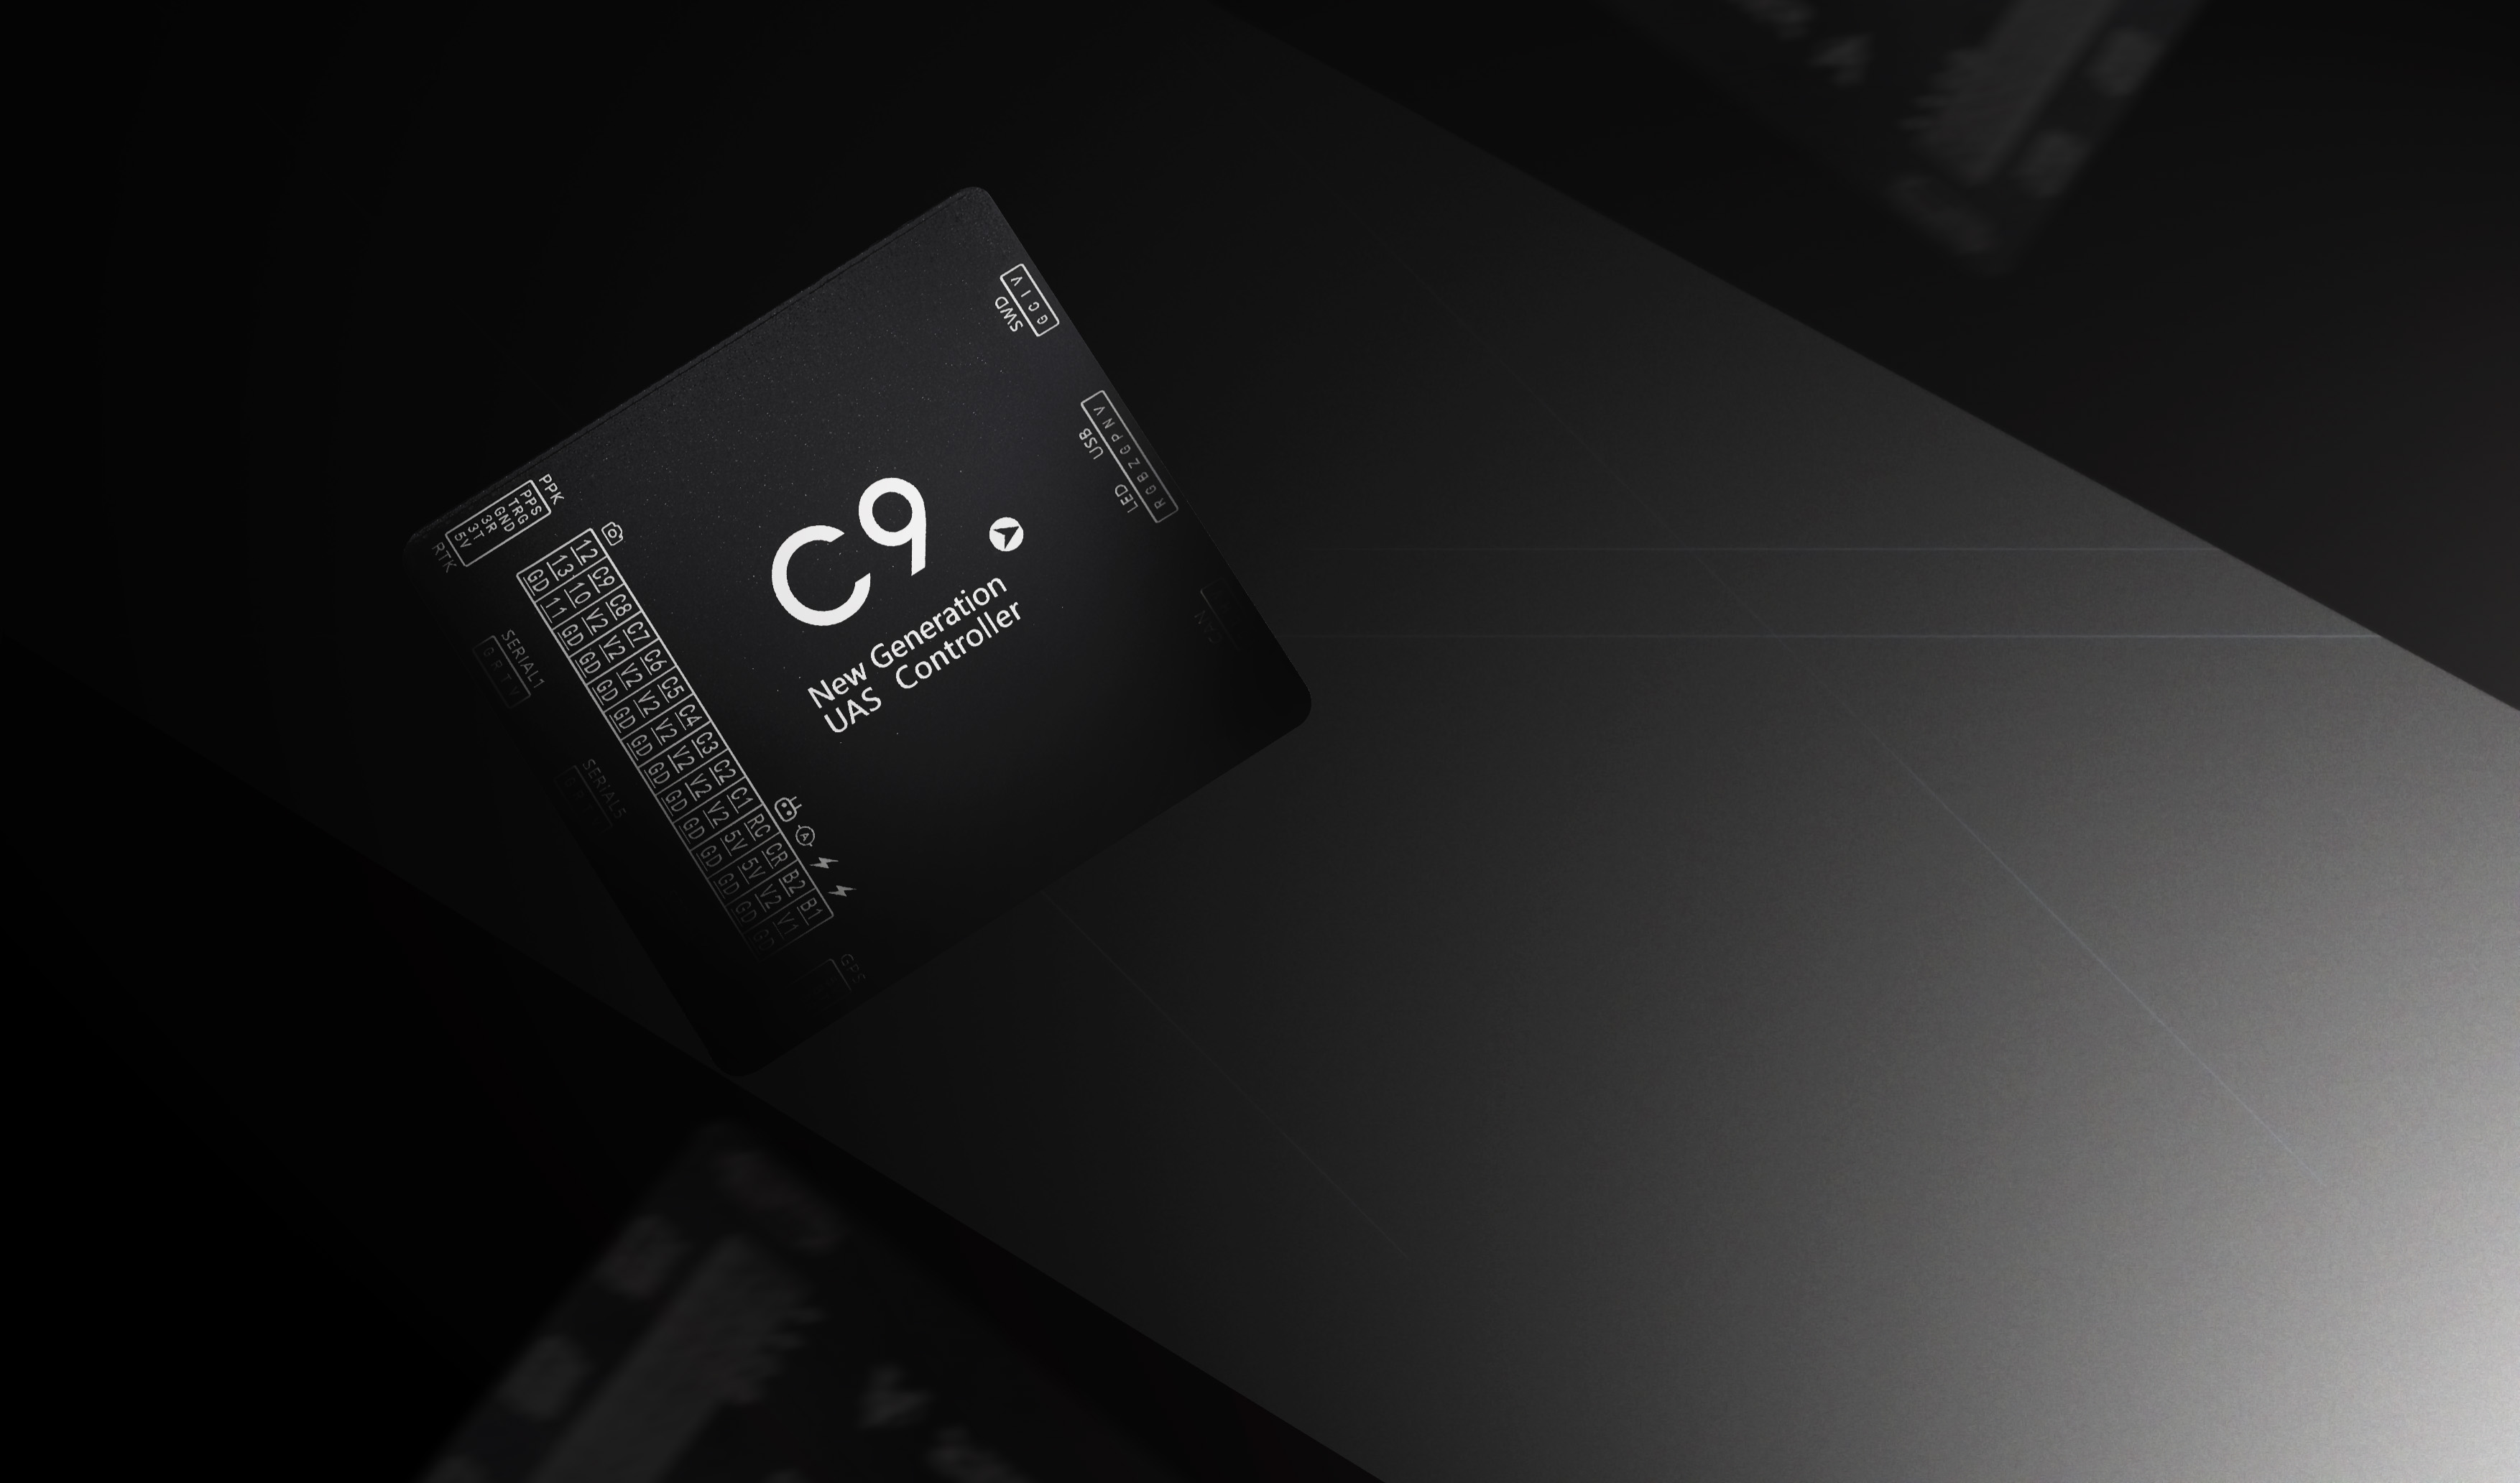 C9
New Generation
UAS Controller
SWD
G C I V
USB
LED
R G B Z G P N V
PPK
PPS
TRG
GND
3R
3T
5V
RTK
12 C9 C8 C7 C6 C5 C4 C3 C2 C1 RC CR B2 B1
13 10 V2 V2 V2 V2 V2 V2 V2 V2 5V 5V V2 V1
GD 11 GD GD GD GD GD GD GD GD GD GD GD GD
SERIAL1
G R T V
SERIAL5
GPS
CAN